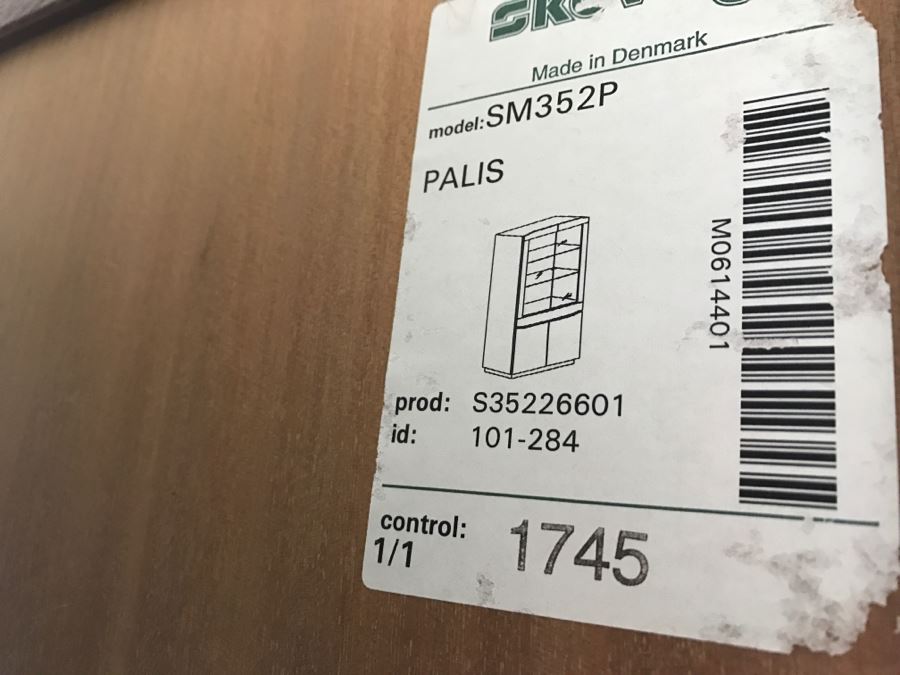 Made in Denmark
model:SM352P
PALIS
M0614401
prod: S35226601
id: 101-284
control: 1745
1/1